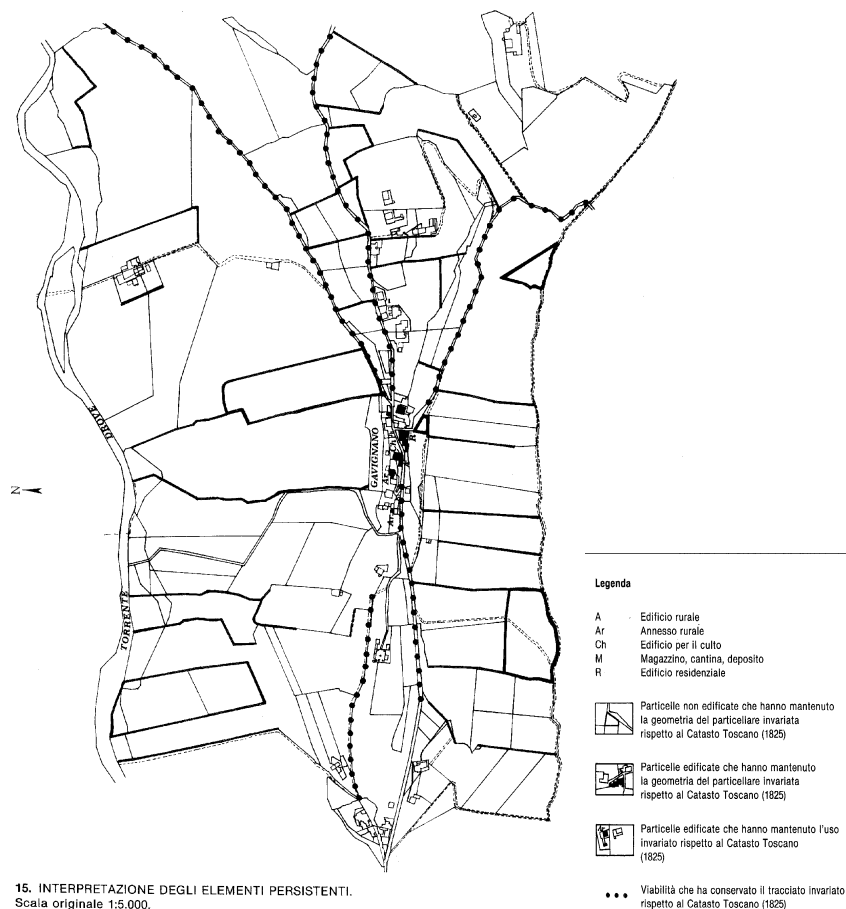 DROVE
GAVIGNANO
R
Ar
Ar
N
TORRENTE
Legenda
A Edificio rurale
Ar Annesso rurale
Ch Edificio per il culto
M Magazzino, cantina, deposito
R Edificio residenziale
Particelle non edificate che hanno mantenuto
la geometria del particellare invariata
rispetto al Catasto Toscano (1825)
Particelle edificate che hanno mantenuto
la geometria del particellare invariata
rispetto al Catasto Toscano (1825)
Particelle edificate che hanno mantenuto l'uso
invariato rispetto al Catasto Toscano
(1825)
Viabilità che ha conservato il tracciato invariato
rispetto al Catasto Toscano (1825)
15. INTERPRETAZIONE DEGLI ELEMENTI PERSISTENTI.
Scala originale 1:5.000.